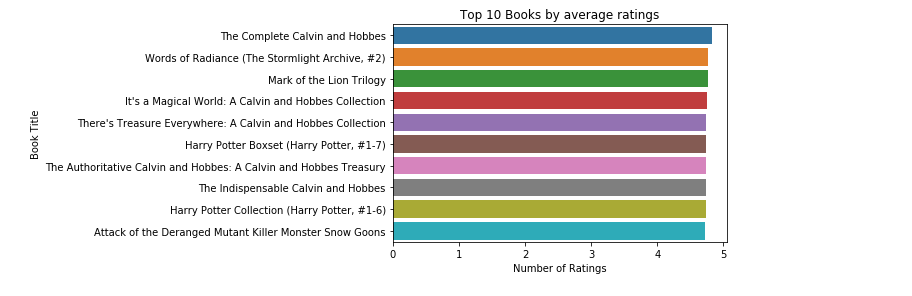 Top 10 Books by average ratings
Book Title
The Complete Calvin and Hobbes
Words of Radiance (The Stormlight Archive, #2)
Mark of the Lion Trilogy
It's a Magical World: A Calvin and Hobbes Collection
There's Treasure Everywhere: A Calvin and Hobbes Collection
Harry Potter Boxset (Harry Potter, #1-7)
The Authoritative Calvin and Hobbes: A Calvin and Hobbes Treasury
The Indispensable Calvin and Hobbes
Harry Potter Collection (Harry Potter, #1-6)
Attack of the Deranged Mutant Killer Monster Snow Goons
0 1 2 3 4 5
Number of Ratings